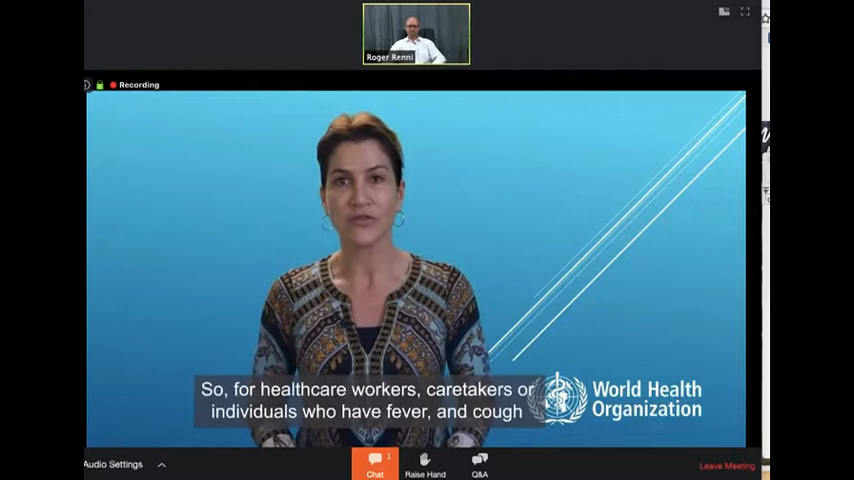 Roger Renni
Recording
So, for healthcare workers, caretakers or
individuals who have fever, and cough
World Health
Organization
Audio Settings
Chat
1
Raise Hand
Q&A
Leave Meeting